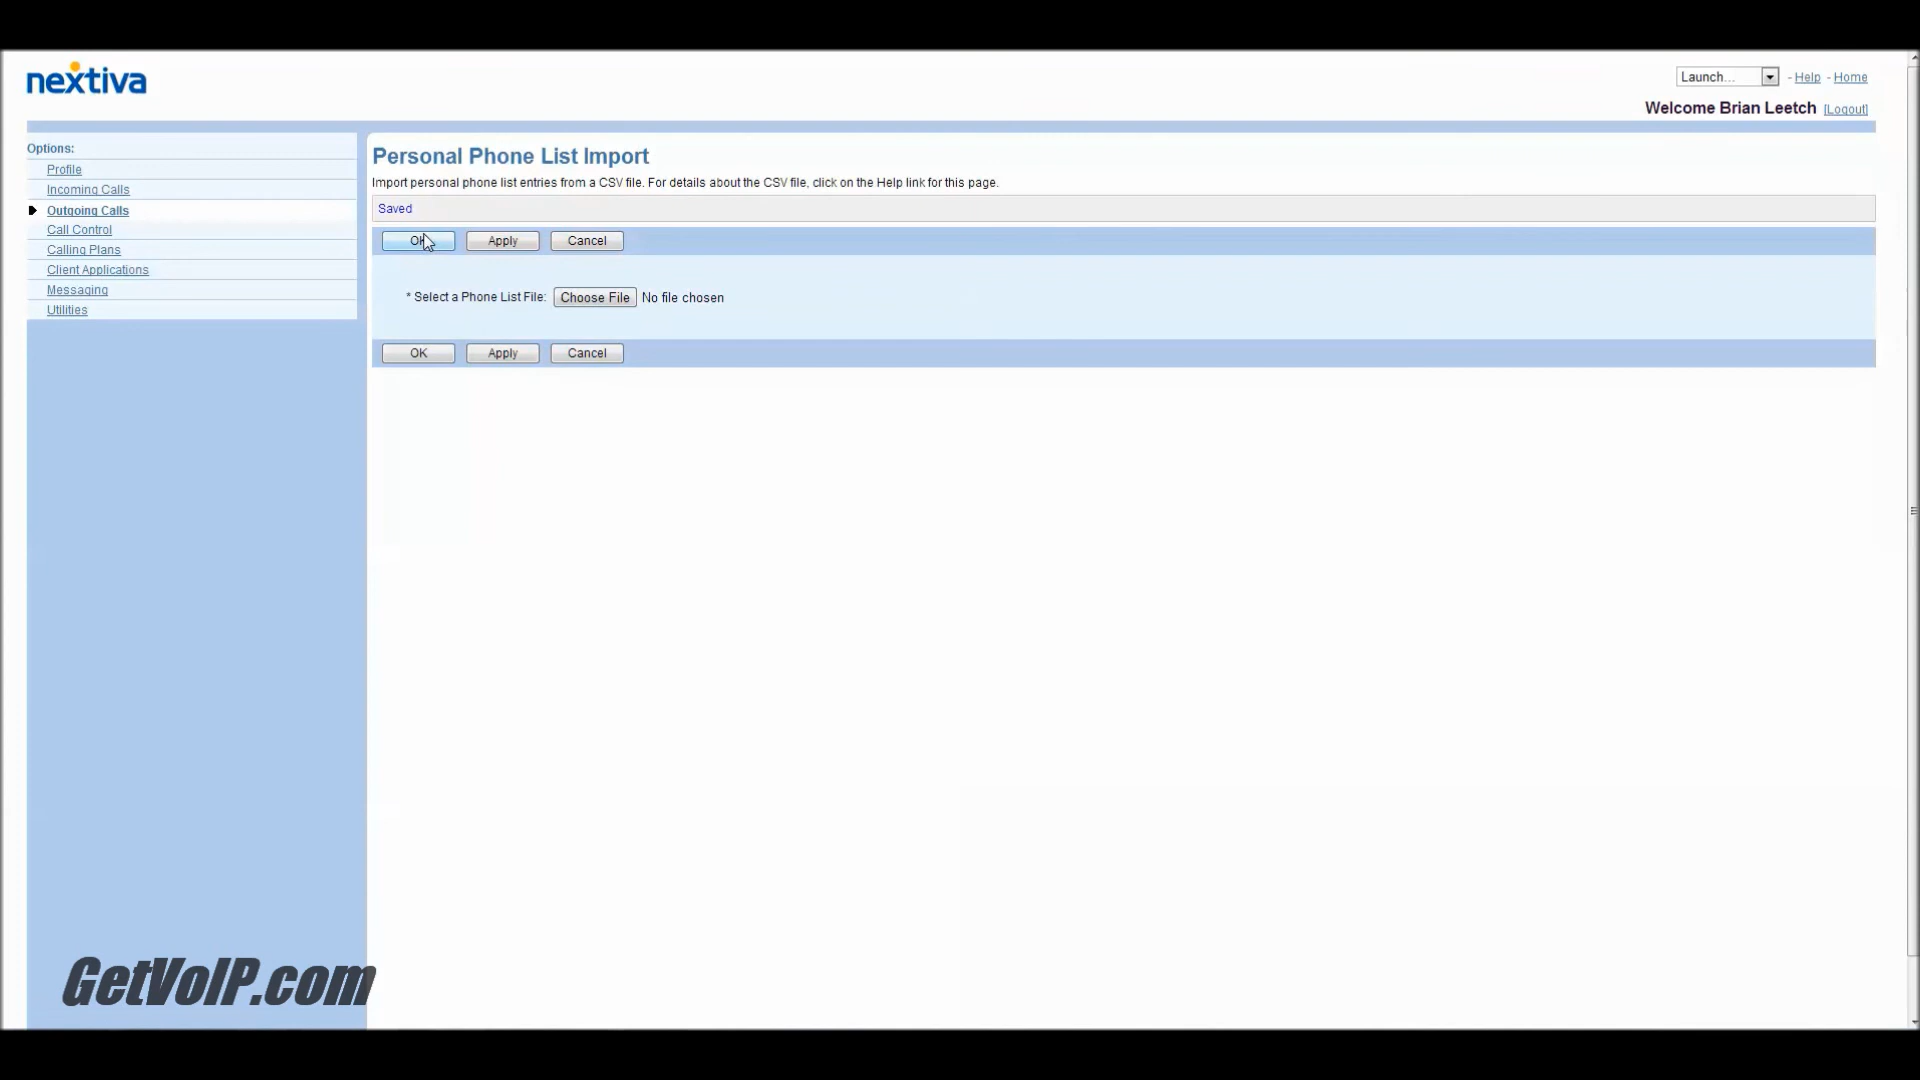 nextiva
Launch... - Help - Home
Welcome Brian Leetch [Logout]
Options:
Profile
Incoming Calls
Outgoing Calls
Call Control
Calling Plans
Client Applications
Messaging
Utilities
Personal Phone List Import
Import personal phone list entries from a CSV file. For details about the CSV file, click on the Help link for this page.
Saved
OK Apply Cancel
* Select a Phone List File: Choose File No file chosen
OK Apply Cancel
GetVoIP.com